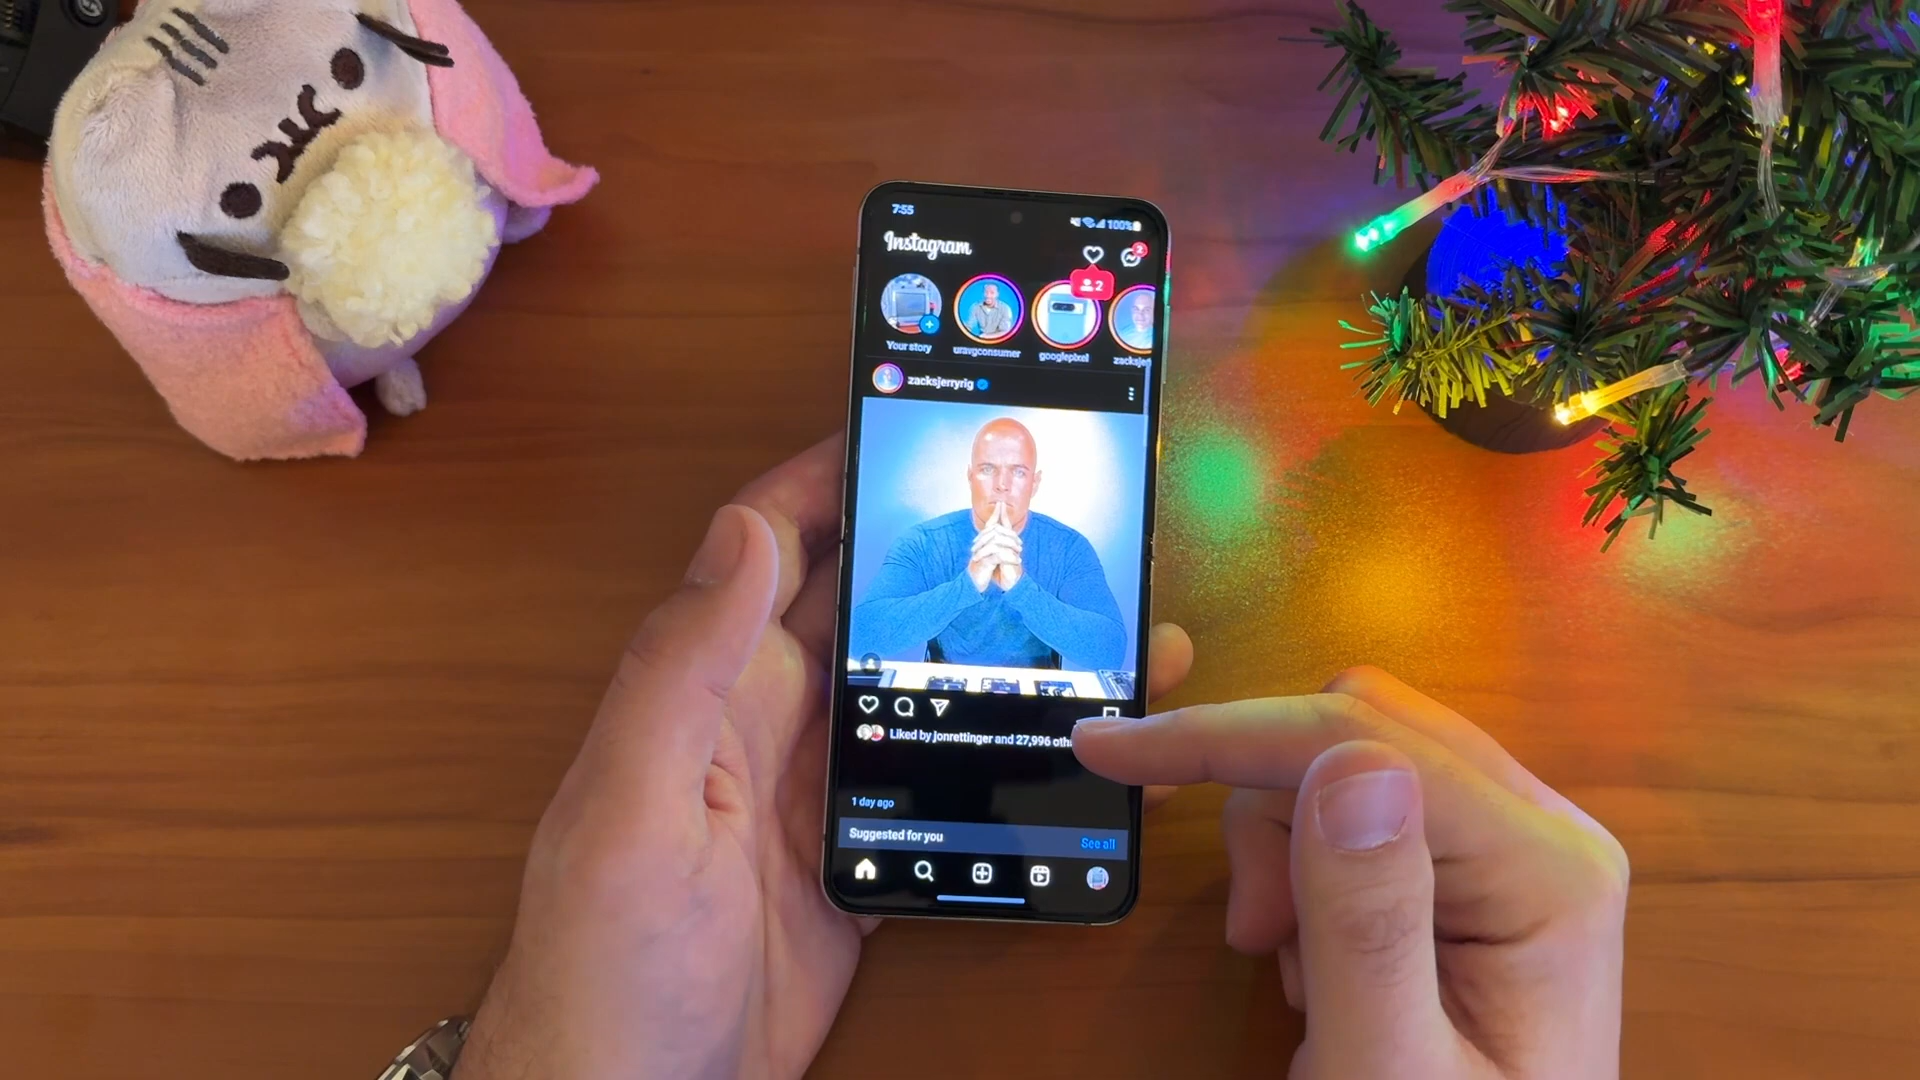 7:55
100%
Instagram
2
2
Your story
uravgconsumer
googlepixel
zacksjerr
zacksjerryrig
Liked by jonrettinger and 27,996 oth
1 day ago
Suggested for you
See all